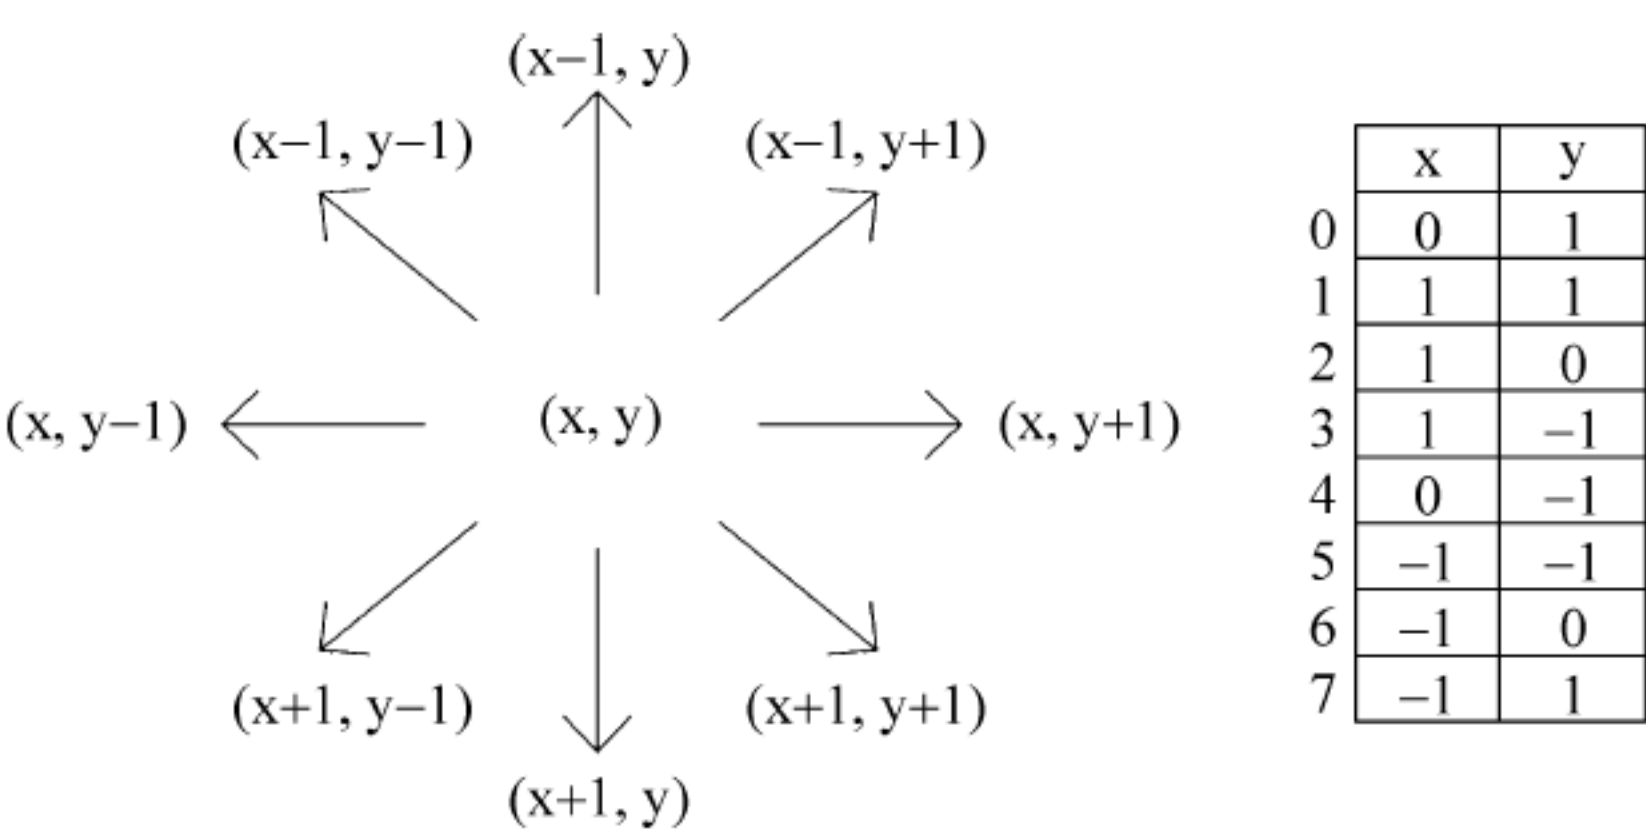 (x−1, y)
(x−1, y−1) (x−1, y+1)
(x, y−1) (x, y) (x, y+1)
(x+1, y−1) (x+1, y+1)
(x+1, y)
x y
0 0 1
1 1 1
2 1 0
3 1 −1
4 0 −1
5 −1 −1
6 −1 0
7 −1 1